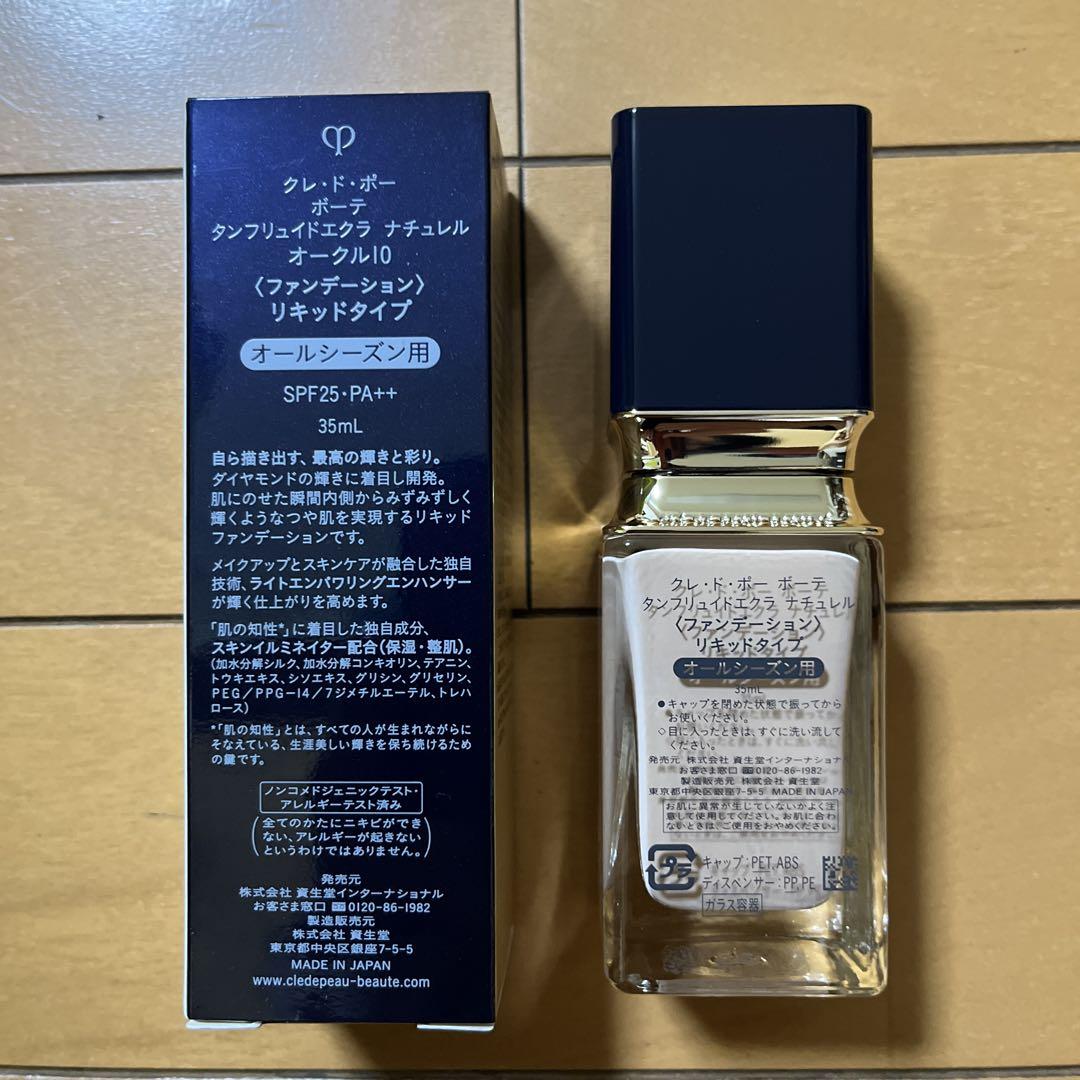 クレ・ド・ポー
ボーテ
タンフリュイドエクラ ナチュレル
オークル10
〈ファンデーション〉
リキッドタイプ
オールシーズン用
SPF25・PA++
35mL
自ら描き出す、最高の輝きと彩り。
ダイヤモンドの輝きに着目し開発。
肌にのせた瞬間内側からみずみずしく
輝くようなつや肌を実現するリキッド
ファンデーションです。
メイクアップとスキンケアが融合した独自
技術、ライトエンパワリングエンハンサー
が輝く仕上がりを高めます。
「肌の知性*」に着目した独自成分、
スキンイルミネイター配合(保湿・整肌)。
(加水分解シルク、加水分解コンキオリン、テアニン、
トウキエキス、シソエキス、グリシン、グリセリン、
PEG/PPG-14/7ジメチルエーテル、トレハ
ロース)
*「肌の知性」とは、すべての人が生まれながらに
そなえている、生涯美しい輝きを保ち続けるため
の鍵です。
ノンコメドジェニックテスト・
アレルギーテスト済み
(全てのかたにニキビができ
ない、アレルギーが起きない
というわけではありません。)
発売元
株式会社 資生堂インターナショナル
お客さま窓口 0120-86-1982
製造販売元
株式会社 資生堂
東京都中央区銀座7-5-5
MADE IN JAPAN
www.cledepeau-beaute.com
クレ・ド・ポー ボーテ
タンフリュイドエクラ ナチュレル
〈ファンデーション〉
リキッドタイプ
オールシーズン用
35mL
●キャップを閉めた状態で振ってから
お使いください。
◇目に入ったときは、すぐに洗い流して
ください。
発売元 株式会社 資生堂インターナショナル
お客さま窓口 0120-86-1982
製造販売元 株式会社 資生堂
東京都中央区銀座7-5-5 MADE IN JAPAN
お肌に異常が生じていないかよく注
意して使用してください。お肌に合わ
ないときは、ご使用をおやめください。
プラ
キャップ:PET,ABS
ディスペンサー:PP,PE
ガラス容器